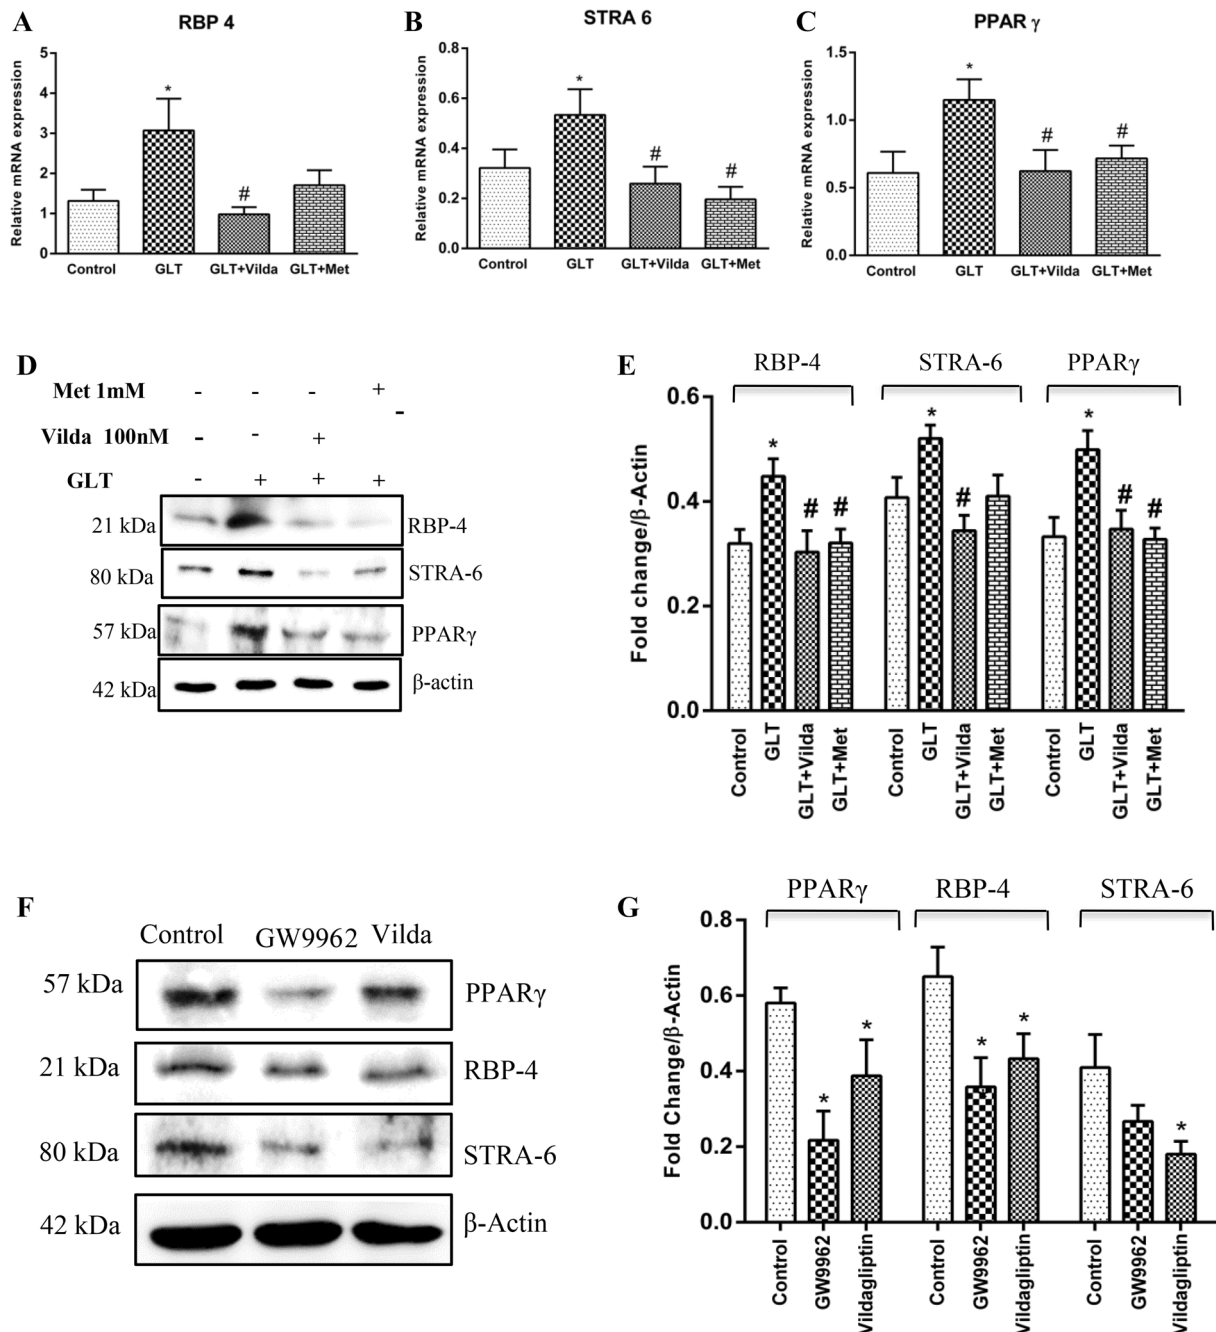 A
RBP 4
Relative mRNA expression
5
4
3
2
1
0
*
#
Control
GLT
GLT+Vilda
GLT+Met
B
STRA 6
Relative mRNA expression
0.8
0.6
0.4
0.2
0.0
*
#
#
Control
GLT
GLT+Vilda
GLT+Met
C
PPAR γ
Relative mRNA expression
1.5
1.0
0.5
0.0
*
#
#
Control
GLT
GLT+Vilda
GLT+Met
D
Met 1mM - - - + -
Vilda 100nM - - +
GLT - + + +
21 kDa RBP-4
80 kDa STRA-6
57 kDa PPARγ
42 kDa β-actin
E
RBP-4 STRA-6 PPARγ
Fold change/β-Actin
0.6
0.4
0.2
0.0
* # #
* #
* # #
Control
GLT
GLT+Vilda
GLT+Met
Control
GLT
GLT+Vilda
GLT+Met
Control
GLT
GLT+Vilda
GLT+Met
F
Control GW9962 Vilda
57 kDa PPARγ
21 kDa RBP-4
80 kDa STRA-6
42 kDa β-Actin
G
PPARγ RBP-4 STRA-6
Fold Change/β-Actin
0.8
0.6
0.4
0.2
0.0
* *
* *
*
Control
GW9962
Vildagliptin
Control
GW9962
Vildagliptin
Control
GW9962
Vildagliptin